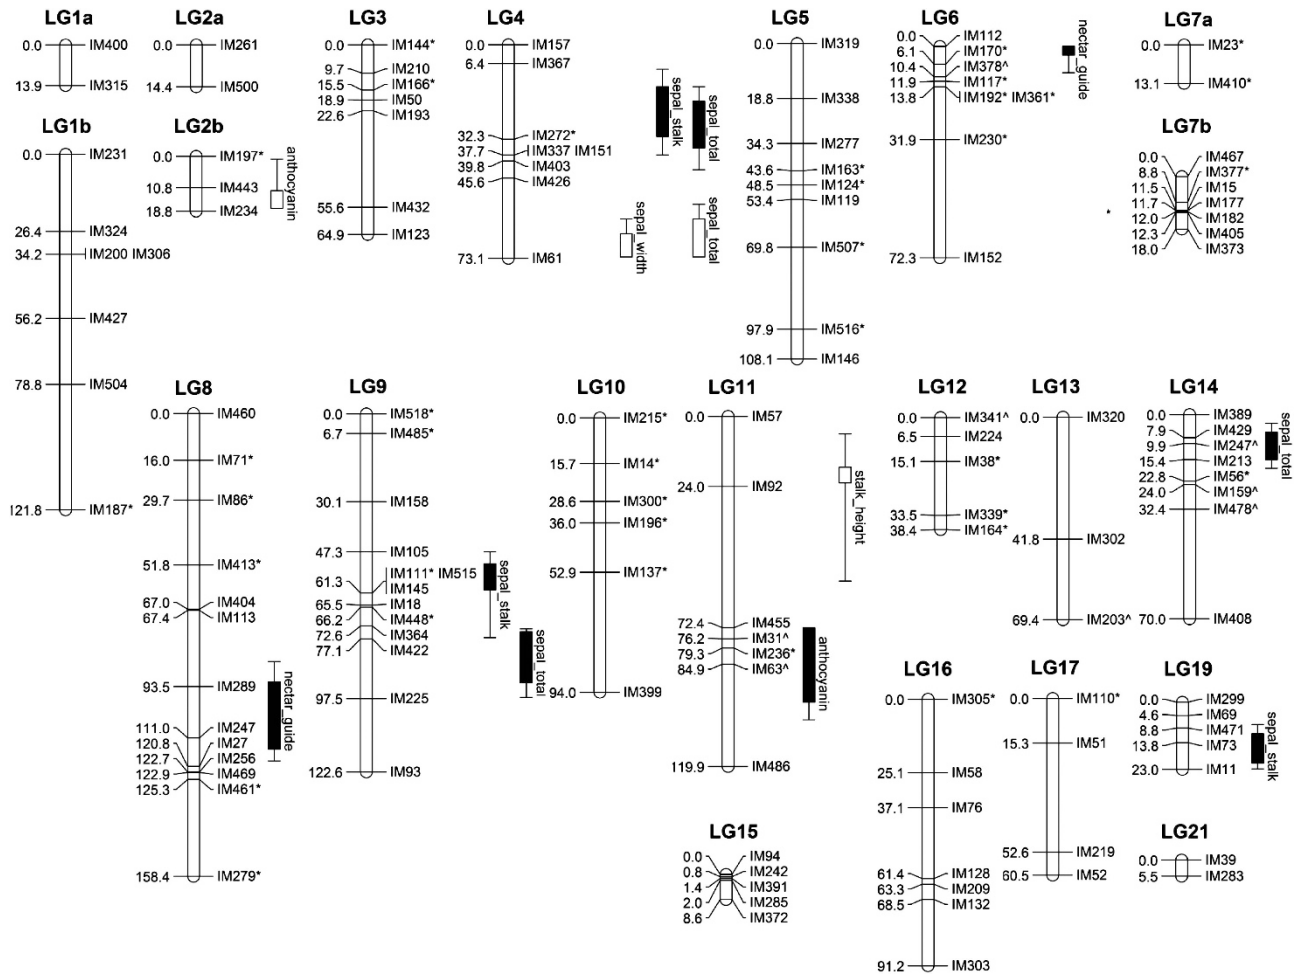 LG1a
0.0 IM400
13.9 IM315
LG1b
0.0 IM231
26.4 IM324
34.2 IM200 IM306
56.2 IM427
78.8 IM504
121.8 IM187*
LG2a
0.0 IM261
14.4 IM500
LG2b
0.0 IM197*
10.8 IM443
18.8 IM234
anthocyanin
LG3
0.0 IM144*
9.7 IM210
15.5 IM166*
18.9 IM50
22.6 IM193
55.6 IM432
64.9 IM123
LG4
0.0 IM157
6.4 IM367
32.3 IM272*
37.7 IM337 IM151
39.8 IM403
45.6 IM426
73.1 IM61
sepal_stalk
sepal_total
sepal_width
sepal_total
LG5
0.0 IM319
18.8 IM338
34.3 IM277
43.6 IM163*
48.5 IM124*
53.4 IM119
69.8 IM507*
97.9 IM516*
108.1 IM146
LG6
0.0 IM112
6.1 IM170*
10.4 IM378^
11.9 IM117*
13.8 IM192* IM361*
31.9 IM230*
72.3 IM152
nectar_guide
LG7a
0.0 IM23*
13.1 IM410*
LG7b
0.0 IM467
8.8 IM377*
11.5 IM15
11.7 IM177
* 12.0 IM182
12.3 IM405
18.0 IM373
LG8
0.0 IM460
16.0 IM71*
29.7 IM86*
51.8 IM413*
67.0 IM404
67.4 IM113
93.5 IM289
111.0 IM247
120.8 IM27
122.7 IM256
122.9 IM469
125.3 IM461*
158.4 IM279*
nectar_guide
LG9
0.0 IM518*
6.7 IM485*
30.1 IM158
47.3 IM105
IM111* IM515
61.3 IM145
65.5 IM18
66.2 IM448*
72.6 IM364
77.1 IM422
97.5 IM225
122.6 IM93
sepal_stalk
sepal_total
LG10
0.0 IM215*
15.7 IM14*
28.6 IM300*
36.0 IM196*
52.9 IM137*
94.0 IM399
LG11
0.0 IM57
24.0 IM92
72.4 IM455
76.2 IM31^
79.3 IM236*
84.9 IM63^
119.9 IM486
stalk_height
anthocyanin
LG12
0.0 IM341^
6.5 IM224
15.1 IM38*
33.5 IM339*
38.4 IM164*
LG13
0.0 IM320
41.8 IM302
69.4 IM203^
LG14
0.0 IM389
7.9 IM429
9.9 IM247^
15.4 IM213
22.8 IM56*
24.0 IM159^
32.4 IM478^
70.0 IM408
sepal_total
LG15
0.0 IM94
0.8 IM242
1.4 IM391
2.0 IM285
8.6 IM372
LG16
0.0 IM305*
25.1 IM58
37.1 IM76
61.4 IM128
63.3 IM209
68.5 IM132
91.2 IM303
LG17
0.0 IM110*
15.3 IM51
52.6 IM219
60.5 IM52
LG19
0.0 IM299
4.6 IM69
8.8 IM471
13.8 IM73
23.0 IM11
sepal_stalk
LG21
0.0 IM39
5.5 IM283